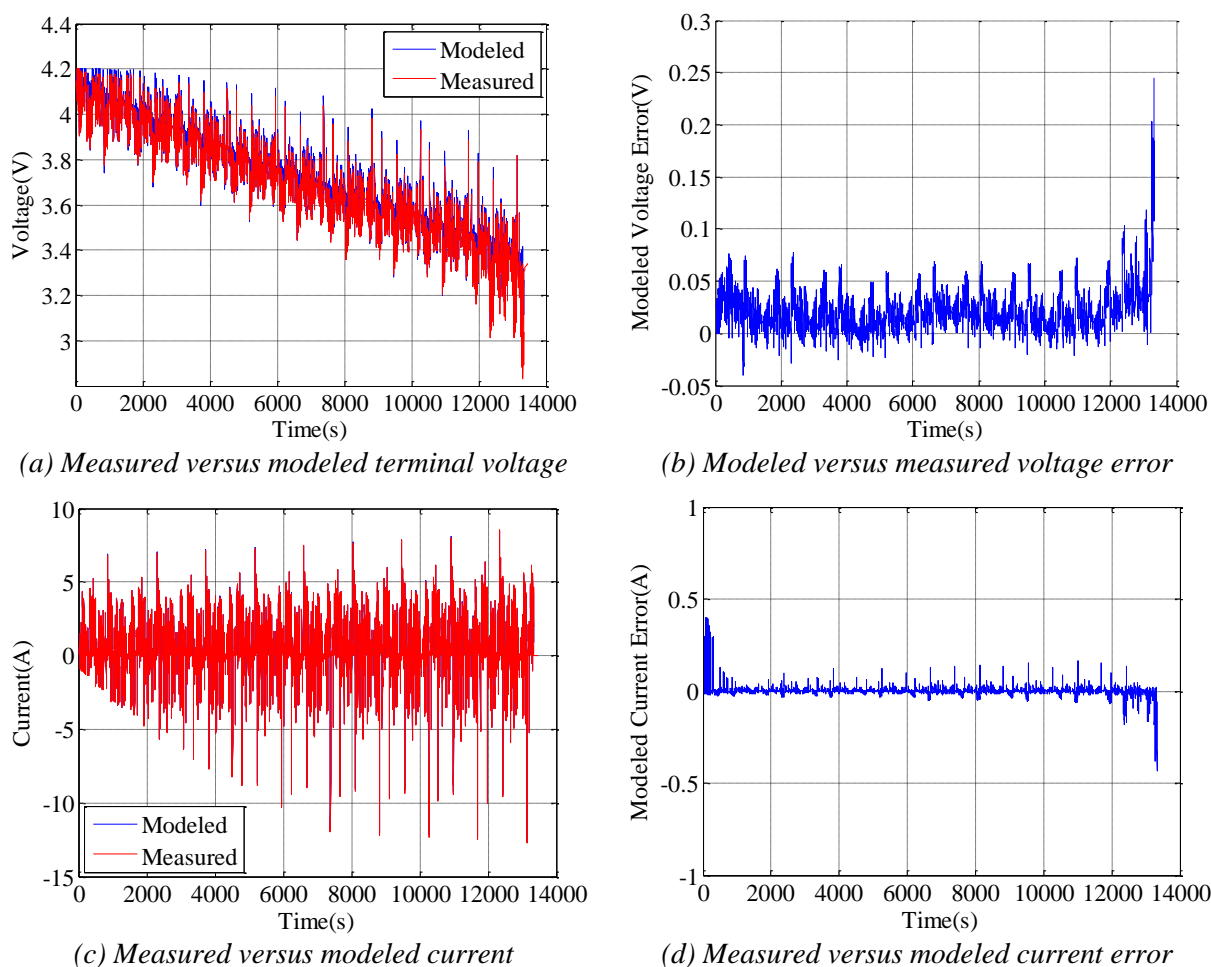 4.4
4.2
4
3.8
3.6
3.4
3.2
3
Voltage(V)
0 2000 4000 6000 8000 10000 12000 14000
Time(s)
Modeled
Measured
(a) Measured versus modeled terminal voltage
0.3
0.25
0.2
0.15
0.1
0.05
0
-0.05
Modeled Voltage Error(V)
0 2000 4000 6000 8000 10000 12000 14000
Time(s)
(b) Modeled versus measured voltage error
10
5
0
-5
-10
-15
Current(A)
Modeled
Measured
0 2000 4000 6000 8000 10000 12000 14000
Time(s)
(c) Measured versus modeled current
1
0.5
0
-0.5
-1
Modeled Current Error(A)
0 2000 4000 6000 8000 10000 12000 14000
Time(s)
(d) Measured versus modeled current error